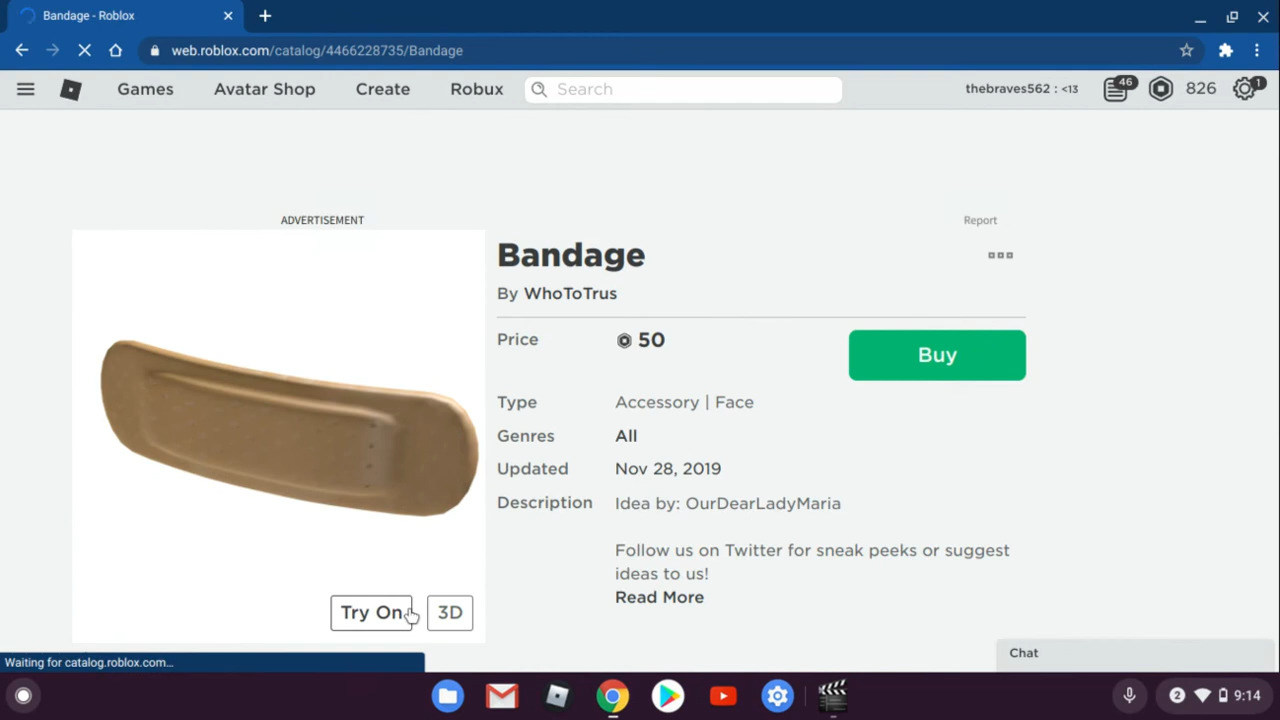 Bandage - Roblox
web.roblox.com/catalog/4466228735/Bandage
Games Avatar Shop Create Robux Search thebraves562 : <13 46 826 1
ADVERTISEMENT Report
Bandage
By WhoToTrus
Price 50 Buy
Type Accessory | Face
Genres All
Updated Nov 28, 2019
Description Idea by: OurDearLadyMaria
Follow us on Twitter for sneak peeks or suggest
ideas to us!
Read More
Try On 3D
Chat
Waiting for catalog.roblox.com...
2 9:14